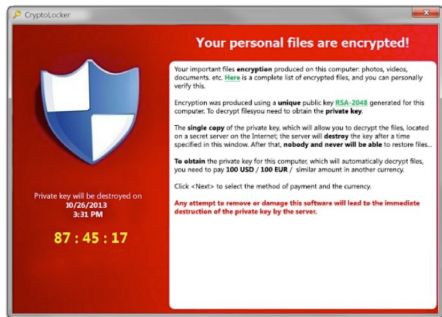 CryptoLocker
Your personal files are encrypted!
Your important files encryption produced on this computer: photos, videos,
documents. etc. Here is a complete list of encrypted files, and you can personally
verify this.
Encryption was produced using a unique public key RSA-2048 generated for this
computer. To decrypt filesyou need to obtain the private key.
The single copy of the private key, which will allow you to decrypt the files, located
on a secret server on the Internet; the server will destroy the key after a time
specified in this window. After that, nobody and never will be able to restore files...
To obtain the private key for this computer, which will automatically decrypt files,
you need to pay 100 USD / 100 EUR / similar amount in another currency.
Click <Next> to select the method of payment and the currency.
Any attempt to remove or damage this software will lead to the immediate
destruction of the private key by the server.
Private key will be destroyed on
10/26/2013
3:31 PM
87 : 45 : 17